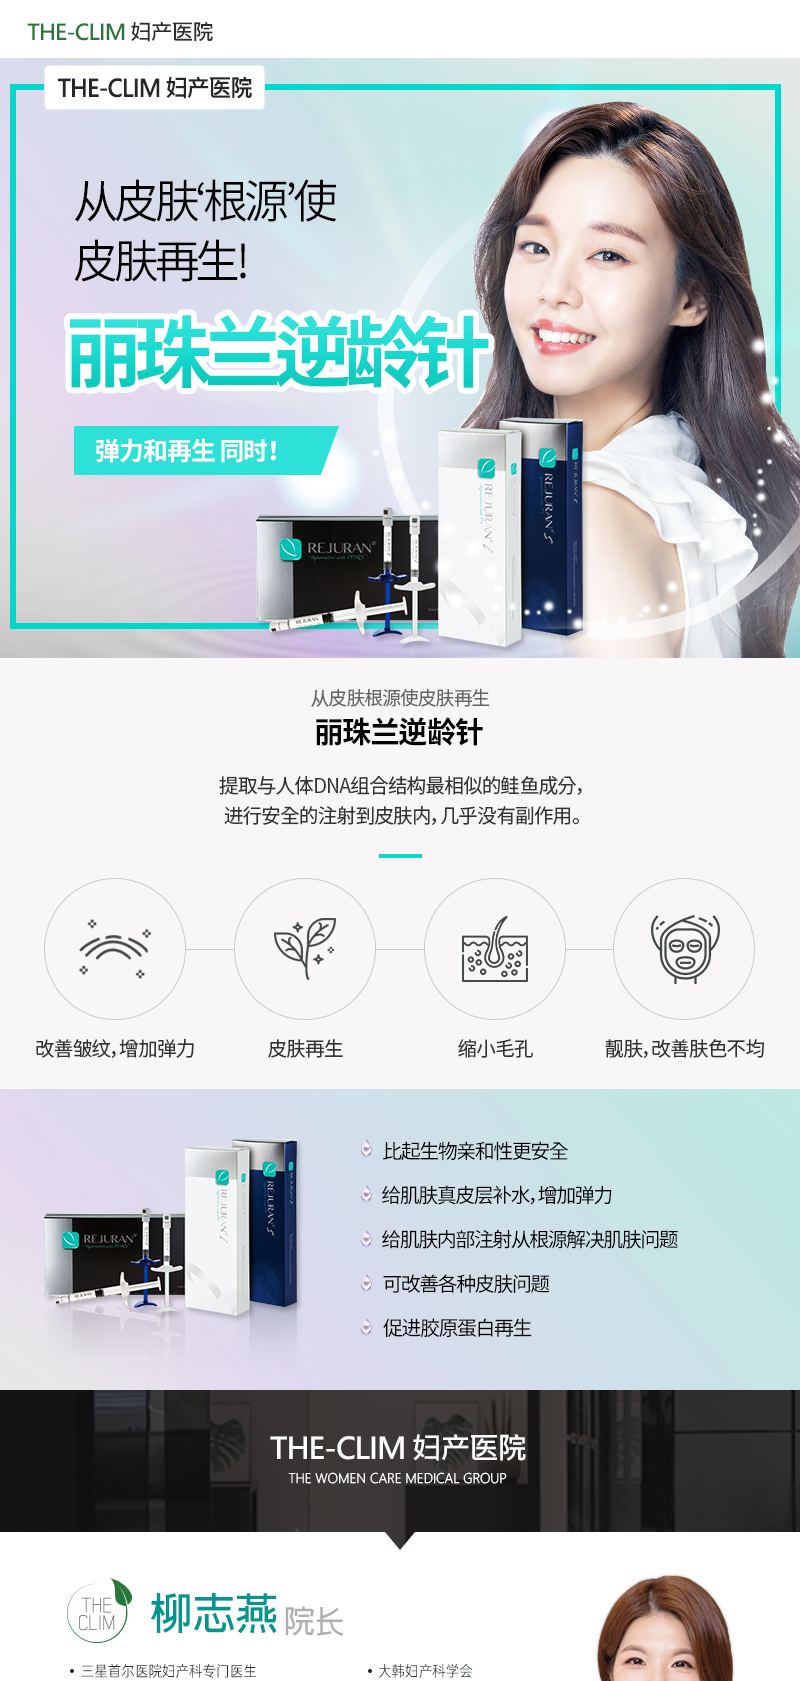 THE-CLIM 妇产医院
THE-CLIM 妇产医院
从皮肤‘根源’使
皮肤再生!
丽珠兰逆龄针
弹力和再生 同时!
REJURAN®
REJURAN
REJURAN® S
REJURAN® S
REJURAN
从皮肤根源使皮肤再生
丽珠兰逆龄针
提取与人体DNA组合结构最相似的鲑鱼成分，
进行安全的注射到皮肤内，几乎没有副作用。
改善皱纹，增加弹力
皮肤再生
缩小毛孔
靓肤，改善肤色不均
比起生物亲和性更安全
给肌肤真皮层补水，增加弹力
给肌肤内部注射从根源解决肌肤问题
可改善各种皮肤问题
促进胶原蛋白再生
REJURAN®
REJURAN® S
REJURAN® S
THE-CLIM 妇产医院
THE WOMEN CARE MEDICAL GROUP
THE
CLIM
柳志燕 院长
• 三星首尔医院妇产科专门医生
• 大韩妇产科学会